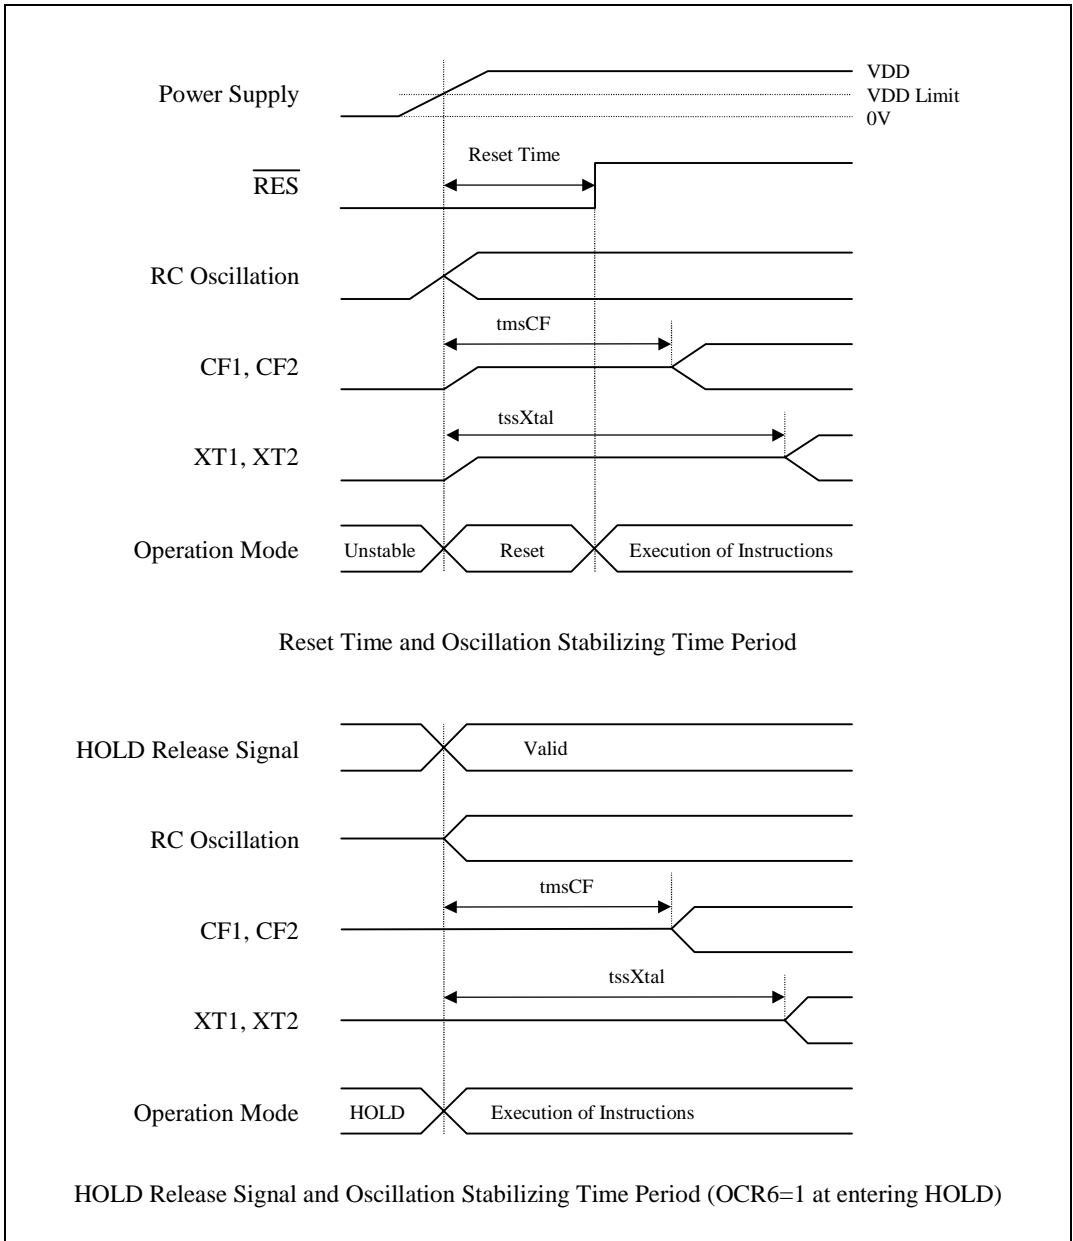 Power Supply
VDD
VDD Limit
0V
Reset Time
RES
RC Oscillation
tmsCF
CF1, CF2
tssXtal
XT1, XT2
Operation Mode
Unstable
Reset
Execution of Instructions
Reset Time and Oscillation Stabilizing Time Period
HOLD Release Signal
Valid
RC Oscillation
tmsCF
CF1, CF2
tssXtal
XT1, XT2
Operation Mode
HOLD
Execution of Instructions
HOLD Release Signal and Oscillation Stabilizing Time Period (OCR6=1 at entering HOLD)